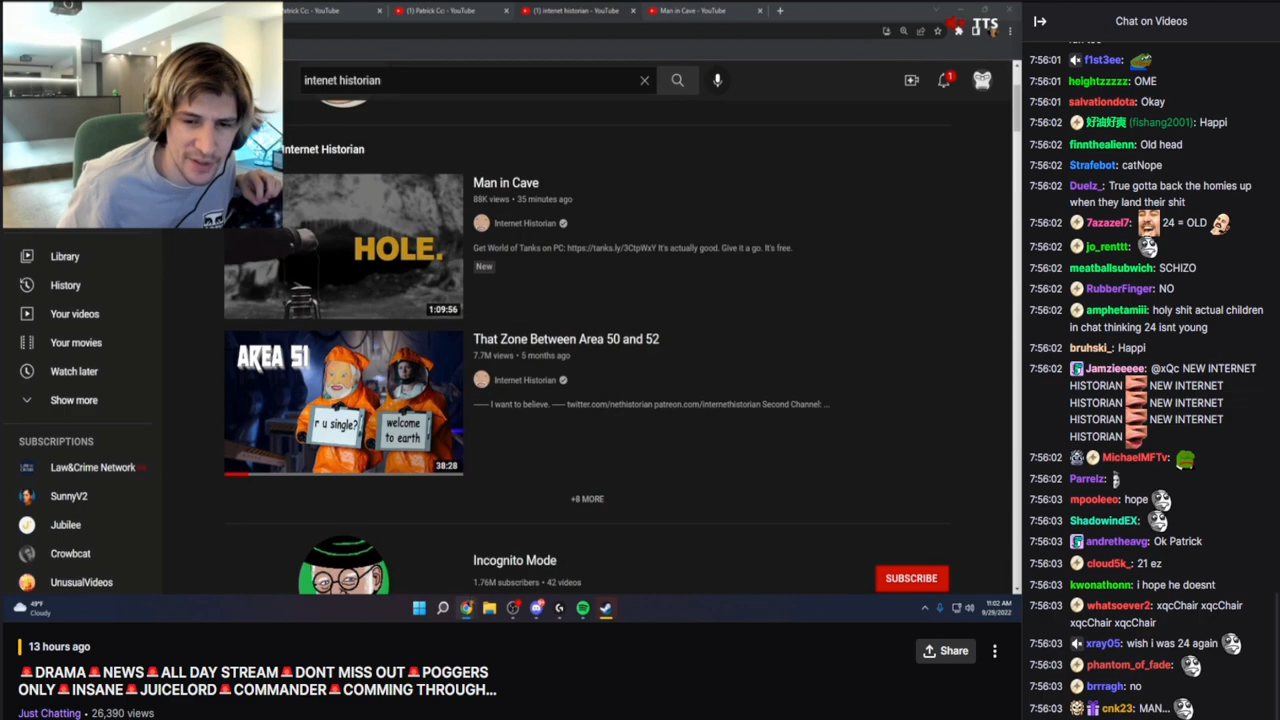 Patrick Cc: - YouTube
(1) Patrick Cc: - YouTube
(1) internet historian - YouTube
Man in Cave - YouTube
TTS
intenet historian
1
Internet Historian
HOLE.
1:09:56
Man in Cave
88K views • 35 minutes ago
Internet Historian
Get World of Tanks on PC: https://tanks.ly/3CtpWxY It's actually good. Give it a go. It's free.
New
AREA 51
r u single?
welcome
to earth
38:28
That Zone Between Area 50 and 52
7.7M views • 5 months ago
Internet Historian
----- I want to believe. ----- twitter.com/nethistorian patreon.com/internethistorian Second Channel: ...
+8 MORE
Incognito Mode
1.76M subscribers • 42 videos
SUBSCRIBE
Library
History
Your videos
Your movies
Watch later
Show more
SUBSCRIPTIONS
Law&Crime Network
SunnyV2
Jubilee
Crowbcat
UnusualVideos
49°F
Cloudy
11:02 AM
9/29/2022
13 hours ago
Share
🚨DRAMA🚨NEWS🚨ALL DAY STREAM🚨DONT MISS OUT🚨POGGERS
ONLY🚨INSANE🚨JUICELORD🚨COMMANDER🚨COMMING THROUGH...
Just Chatting • 26,390 views
Chat on Videos
7:56:01 f1st3ee:
7:56:01 heightzzzzz: OME
7:56:01 salvationdota: Okay
7:56:02 好油好爽 (fishang2001): Happi
7:56:02 finnthealienn: Old head
7:56:02 Strafebot: catNope
7:56:02 Duelz_: True gotta back the homies up
when they land their shit
7:56:02 7azazel7: 24 = OLD
7:56:02 jo_renttt:
7:56:02 meatballsubwich: SCHIZO
7:56:02 RubberFinger: NO
7:56:02 amphetamiii: holy shit actual children
in chat thinking 24 isnt young
7:56:02 bruhski_: Happi
7:56:02 Jamzieeeee: @xQc NEW INTERNET
HISTORIAN NEW INTERNET
HISTORIAN NEW INTERNET
HISTORIAN NEW INTERNET
HISTORIAN
7:56:02 MichaelMFTv:
7:56:02 Parrelz:
7:56:03 mpooleeo: hope
7:56:03 ShadowindEX:
7:56:03 andretheavg: Ok Patrick
7:56:03 cloud5k_: 21 ez
7:56:03 kwonathonn: i hope he doesnt
7:56:03 whatsoever2: xqcChair xqcChair
xqcChair xqcChair
7:56:03 xray05: wish i was 24 again
7:56:03 phantom_of_fade:
7:56:03 brrragh: no
7:56:03 cnk23: MAN...